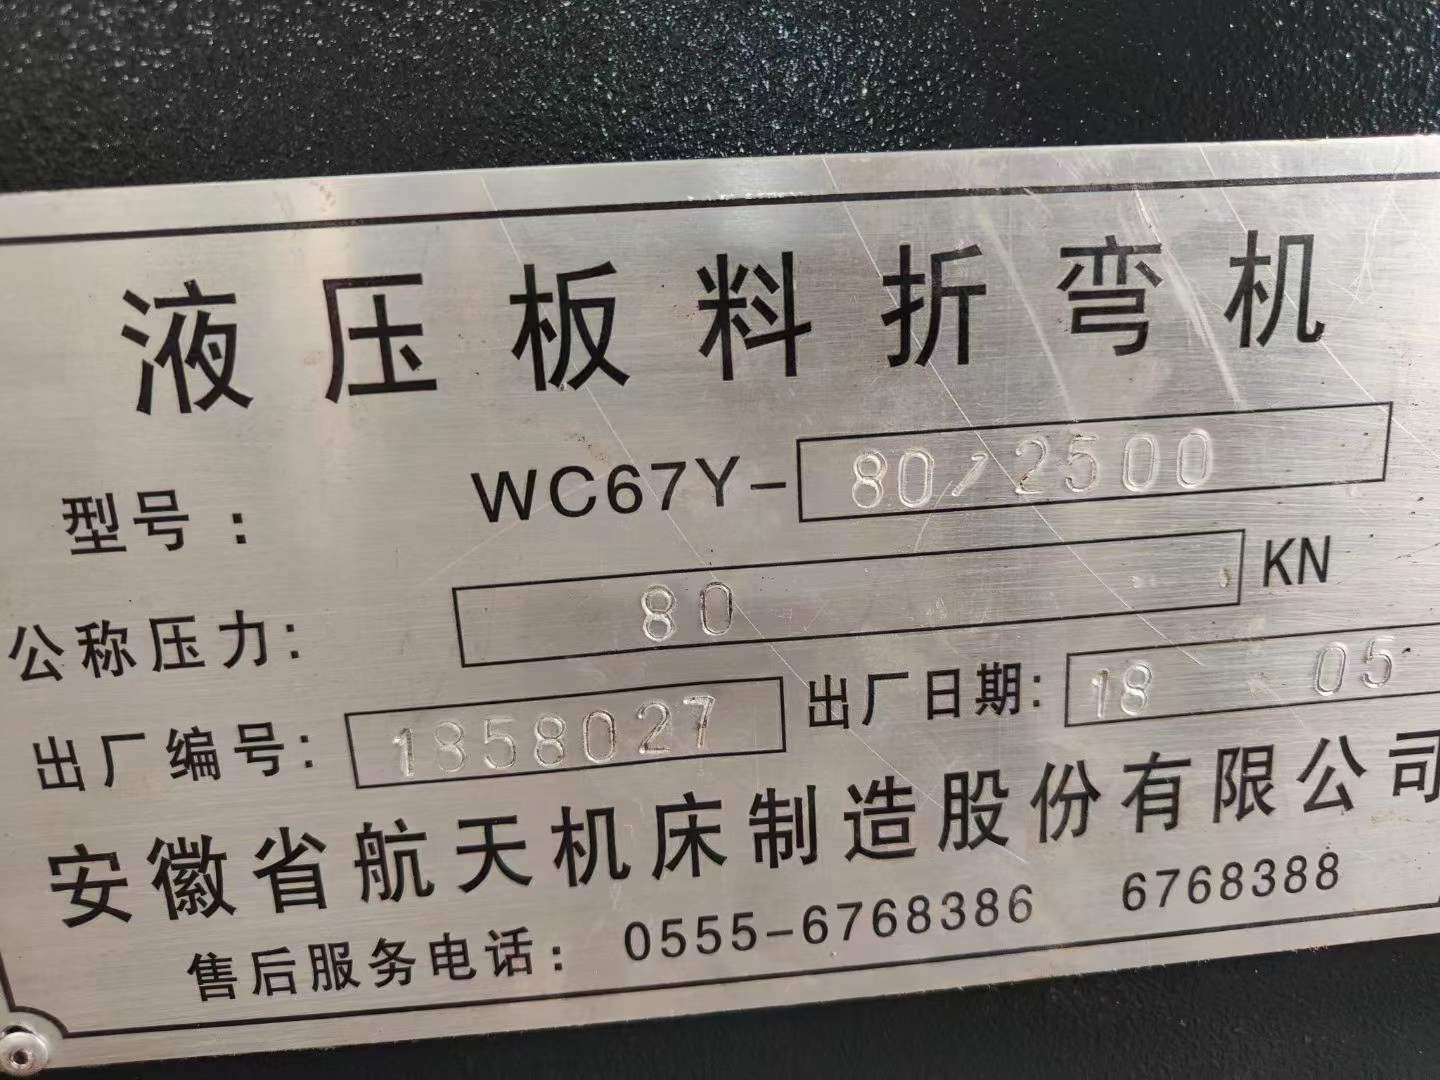 液压板料折弯机
型号： WC67Y-80/2500
公称压力: 80 KN
出厂编号: 1858027 出厂日期: 18 05
安徽省航天机床制造股份有限公司
售后服务电话： 0555-6768386 6768388